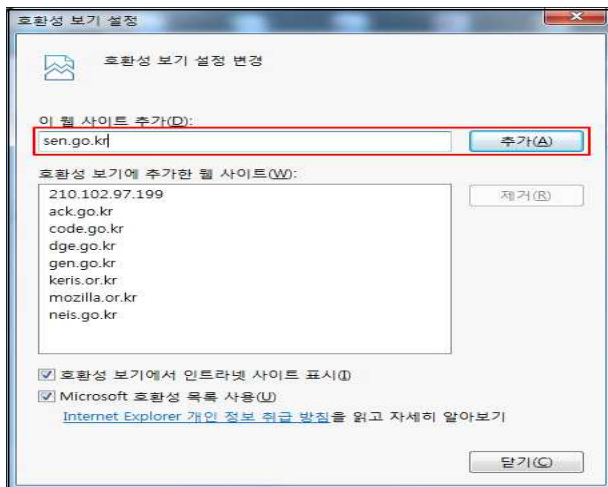 호환성 보기 설정
호환성 보기 설정 변경
이 웹 사이트 추가(D):
sen.go.kr
추가(A)
호환성 보기에 추가한 웹 사이트(W):
210.102.97.199
ack.go.kr
code.go.kr
dge.go.kr
gen.go.kr
keris.or.kr
mozilla.or.kr
neis.go.kr
제거(R)
호환성 보기에서 인트라넷 사이트 표시(I)
Microsoft 호환성 목록 사용(U)
Internet Explorer 개인 정보 취급 방침을 읽고 자세히 알아보기
닫기(C)